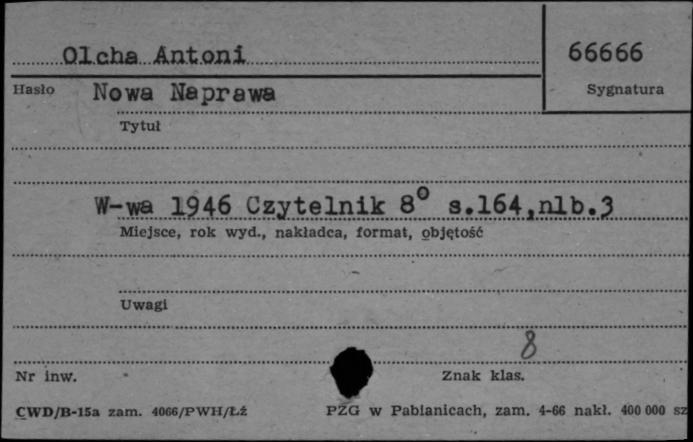 Olcha Antoni 66666
Hasło Nowa Naprawa Sygnatura
Tytuł
W-wa 1946 Czytelnik 8° s.164,nlb.3
Miejsce, rok wyd., nakładca, format, objętość
Uwagi
8
Nr inw. Znak klas.
CWD/B-15a zam. 4066/PWH/Łź PZG w Pabianicach, zam. 4-66 nakł. 400 000 sz